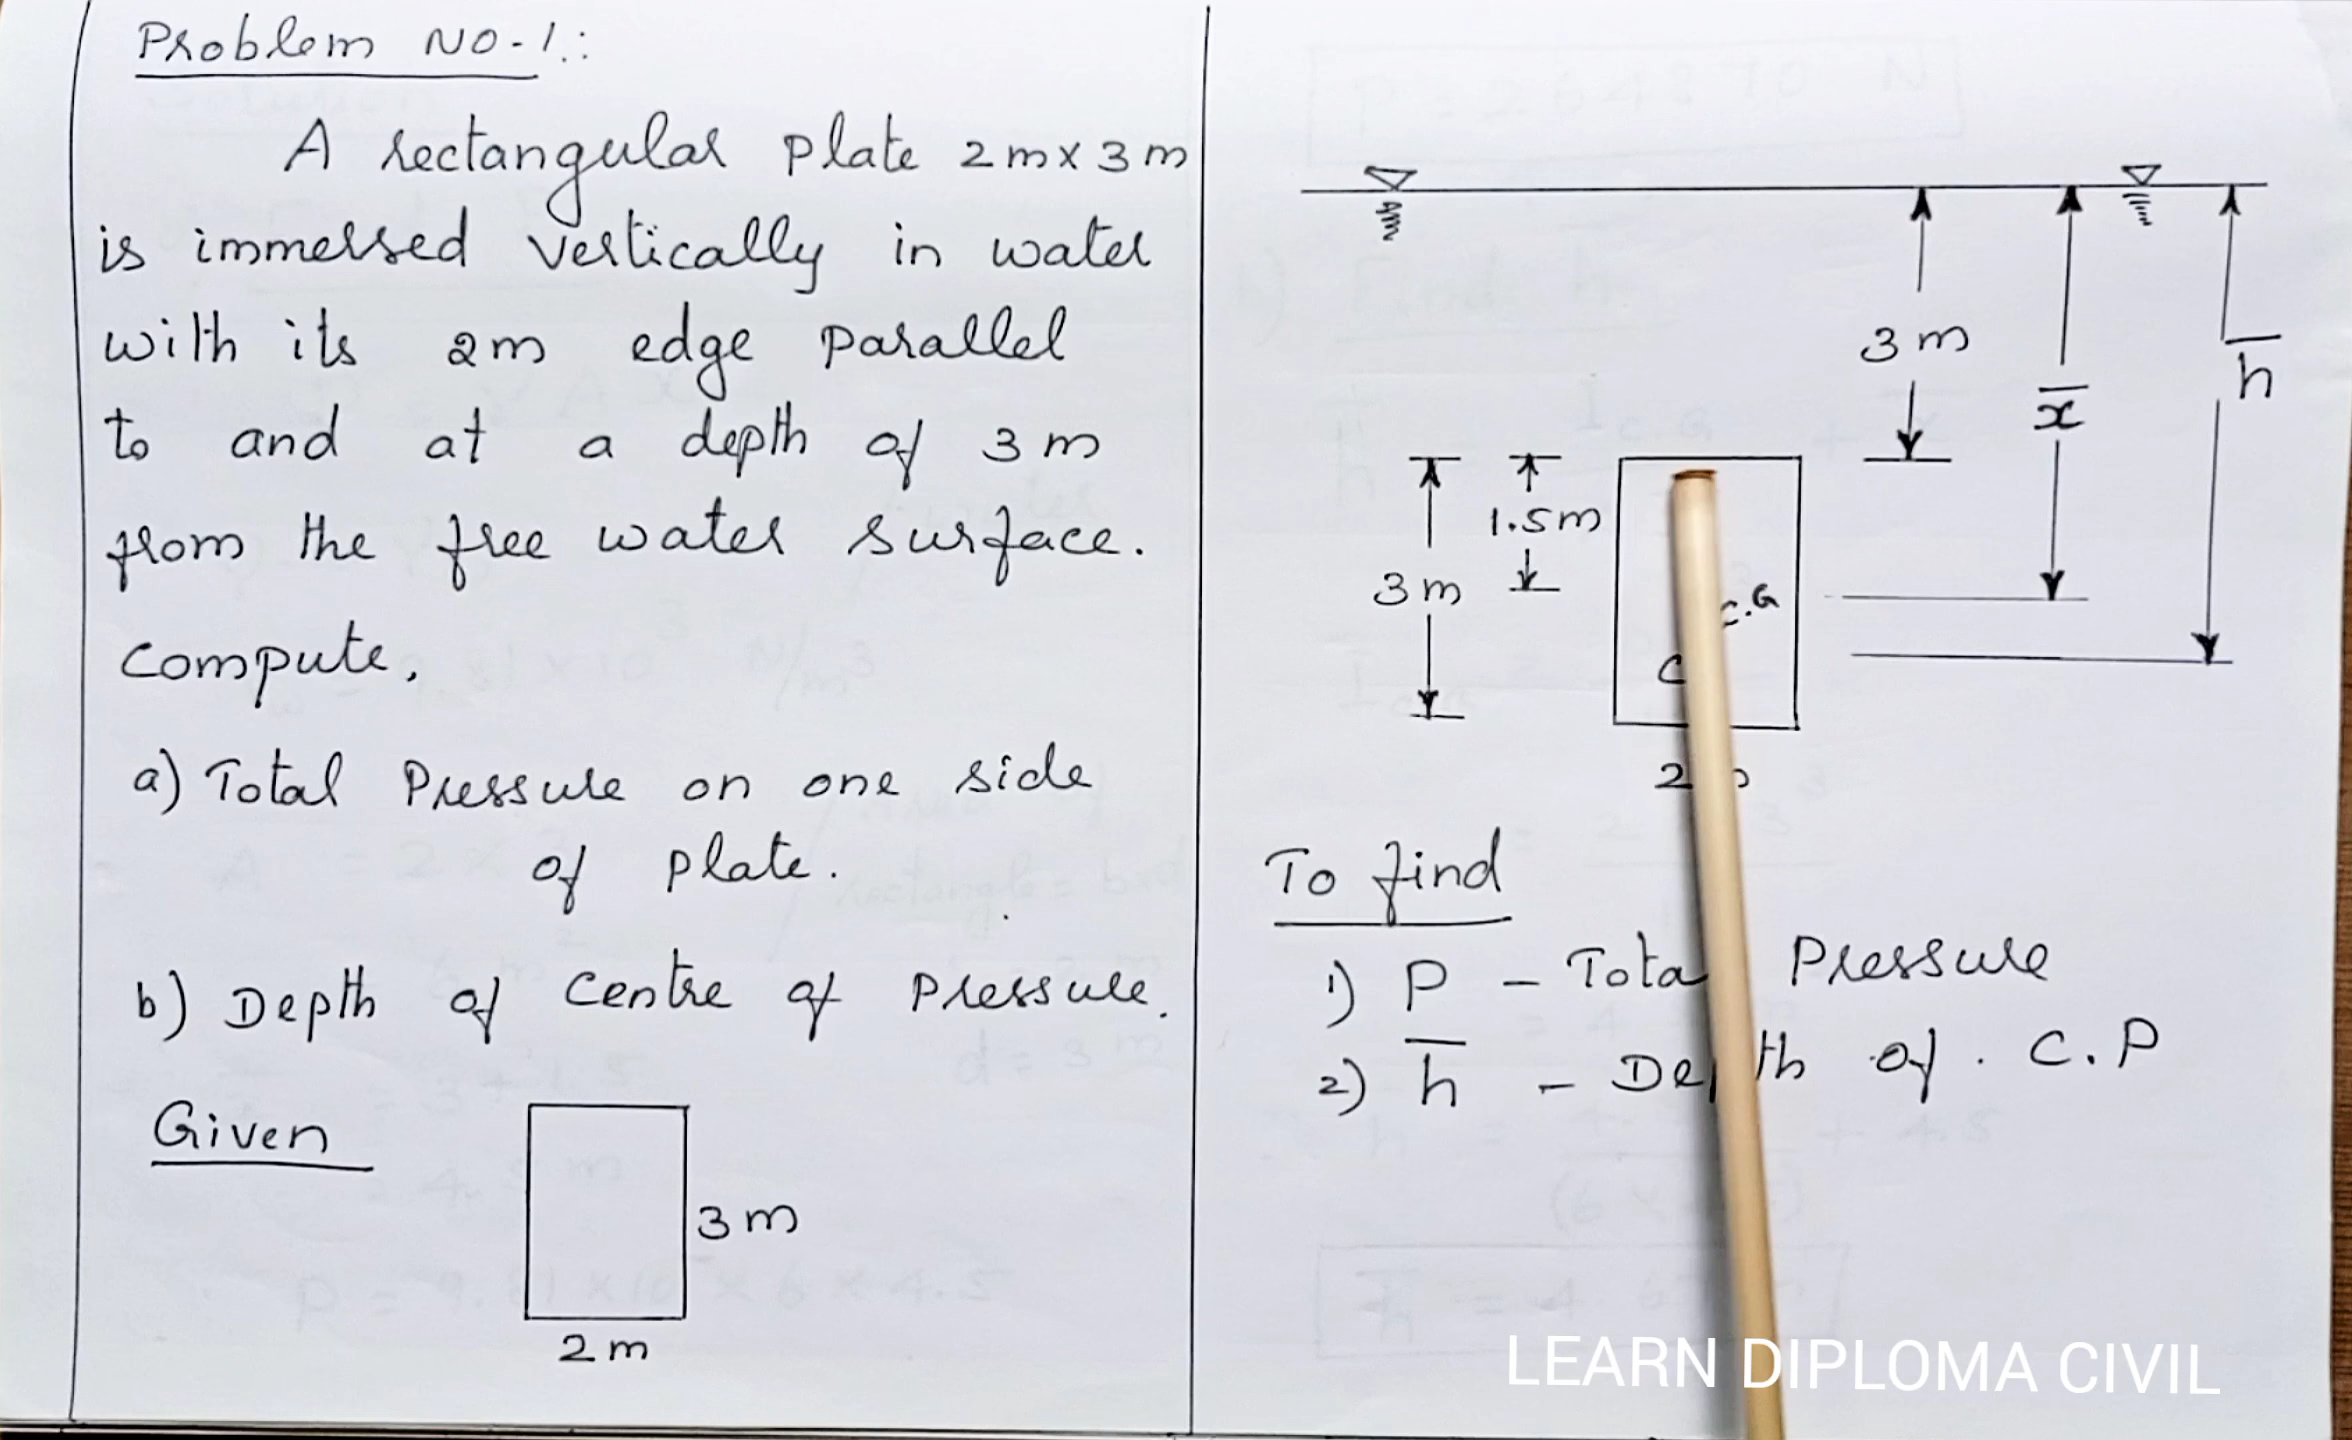 Problem NO-1:
A rectangular plate 2m x 3m
is immersed vertically in water
with its 2m edge parallel
to and at a depth of 3m
from the free water surface.
Compute,
a) Total Pressure on one side
of plate.
b) Depth of centre of Pressure.
Given
3m
2m
3m
x̄
h̄
1.5m
3m
C.G
C
2
To find
1) P - Tota Pressure
2) h̄ - Depth of. C.P
LEARN DIPLOMA CIVIL